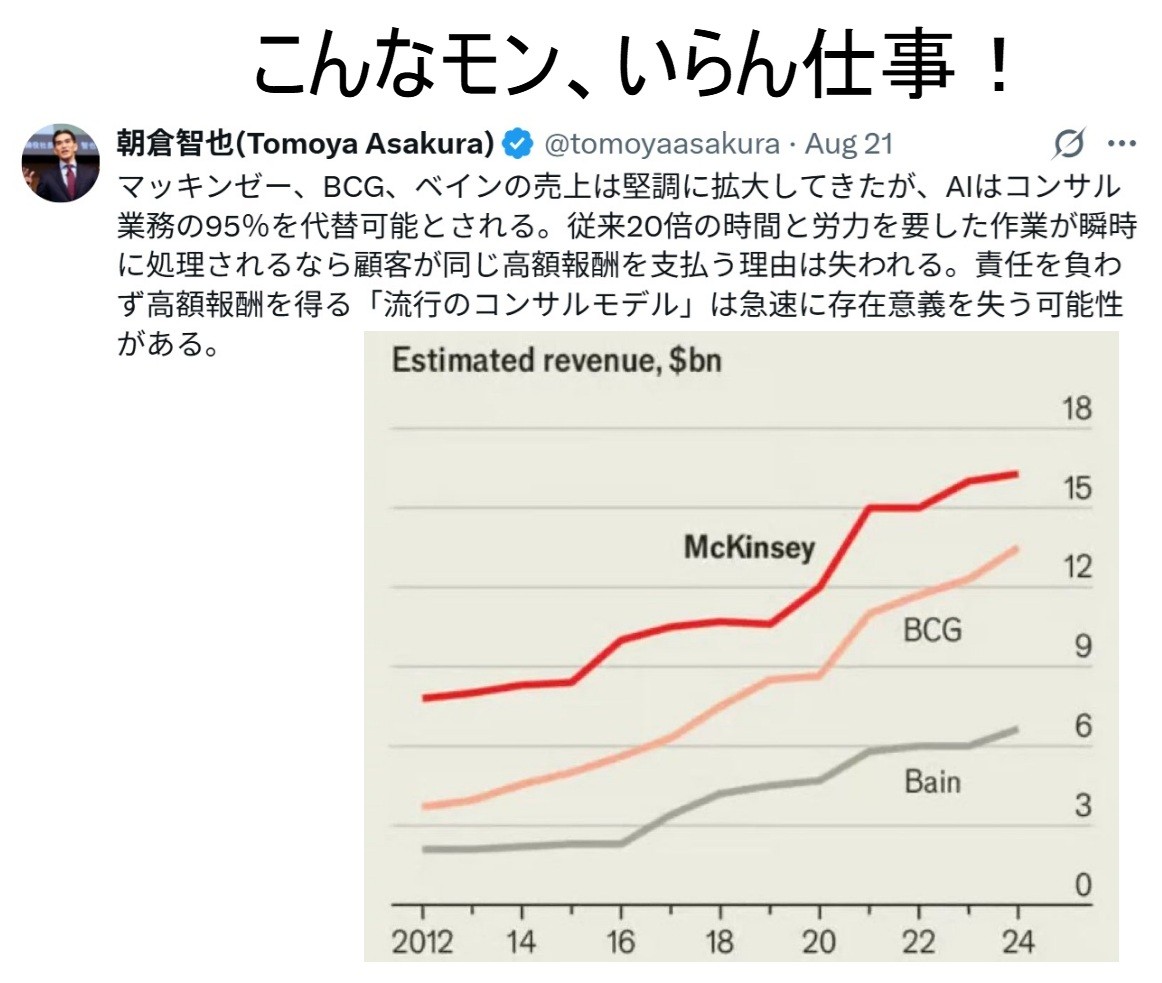 こんなモン、いらん仕事！
朝倉智也(Tomoya Asakura) @tomoyaasakura · Aug 21
マッキンゼー、BCG、ベインの売上は堅調に拡大してきたが、AIはコンサル
業務の95%を代替可能とされる。従来20倍の時間と労力を要した作業が瞬時
に処理されるなら顧客が同じ高額報酬を支払う理由は失われる。責任を負わ
ず高額報酬を得る「流行のコンサルモデル」は急速に存在意義を失う可能性
がある。
Estimated revenue, $bn
18
15
McKinsey
12
BCG
9
6
Bain
3
0
2012 14 16 18 20 22 24